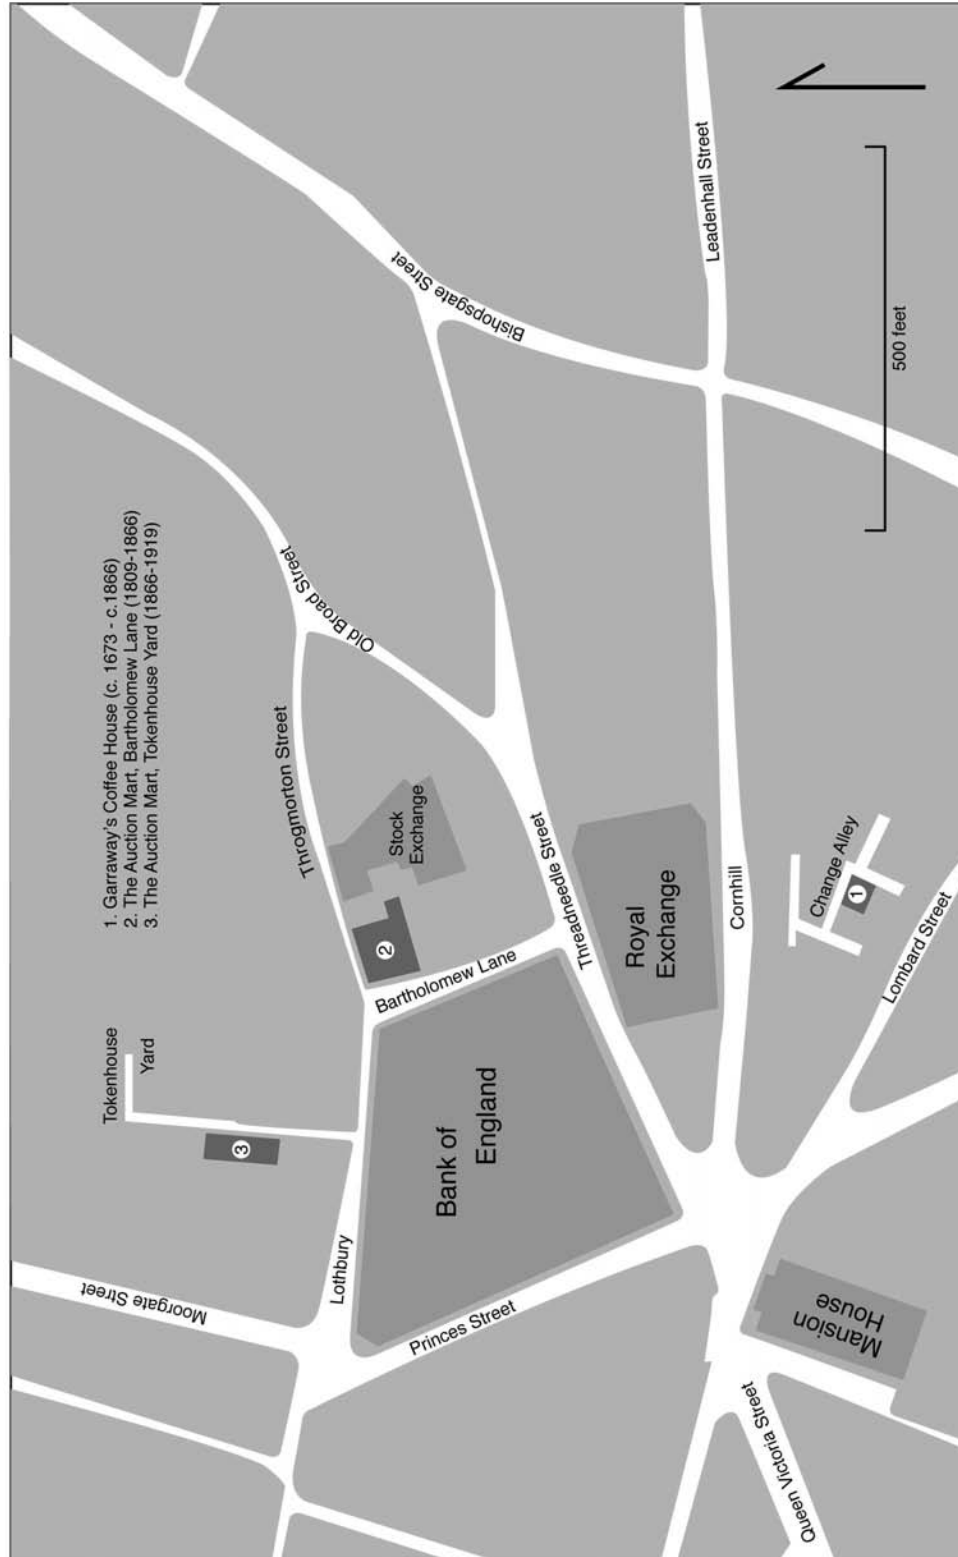 1. Garraway's Coffee House (c. 1673 - c.1866)
2. The Auction Mart, Bartholomew Lane (1809-1866)
3. The Auction Mart, Tokenhouse Yard (1866-1919)
Tokenhouse
Yard
3
Moorgate Street
Lothbury
Throgmorton Street
Old Broad Street
Bishopsgate Street
Stock
Exchange
2
Bartholomew Lane
Bank of
England
Princes Street
Threadneedle Street
Royal
Exchange
Cornhill
Leadenhall Street
Change Alley
1
Lombard Street
Mansion
House
Queen Victoria Street
500 feet